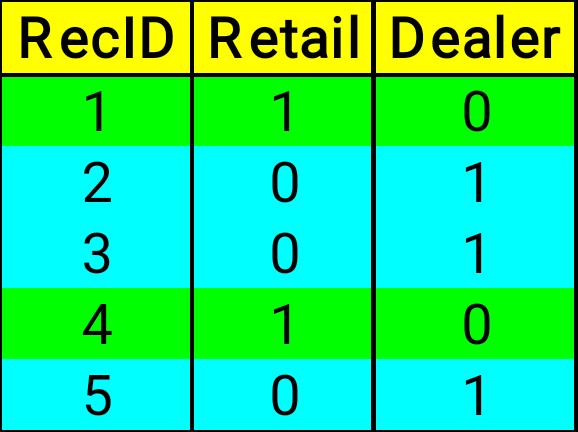 RecID Retail Dealer
1 1 0
2 0 1
3 0 1
4 1 0
5 0 1